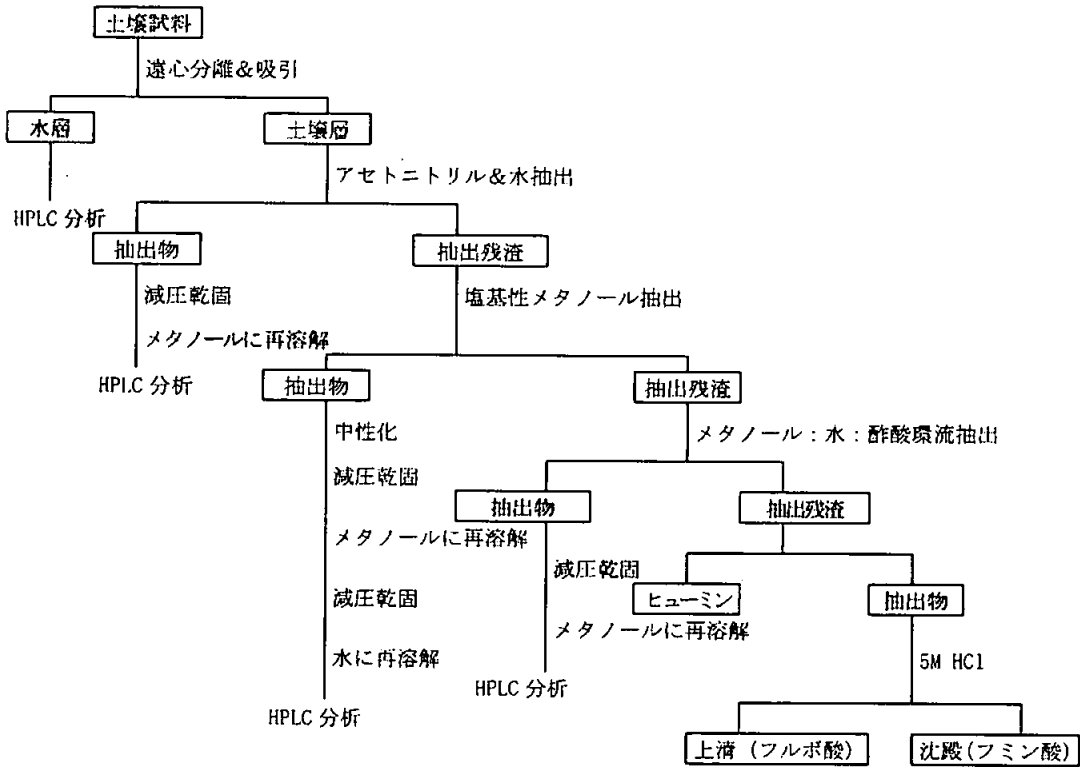 土壌試料
遠心分離＆吸引
水層
土壌層
アセトニトリル＆水抽出
HPLC 分析
抽出物
抽出残渣
減圧乾固
塩基性メタノール抽出
メタノールに再溶解
HPLC 分析
抽出物
抽出残渣
中性化
メタノール：水：酢酸環流抽出
減圧乾固
抽出物
抽出残渣
メタノールに再溶解
減圧乾固
ヒューミン
抽出物
減圧乾固
メタノールに再溶解
水に再溶解
5M HCl
HPLC 分析
HPLC 分析
上清（フルボ酸）
沈殿(フミン酸)